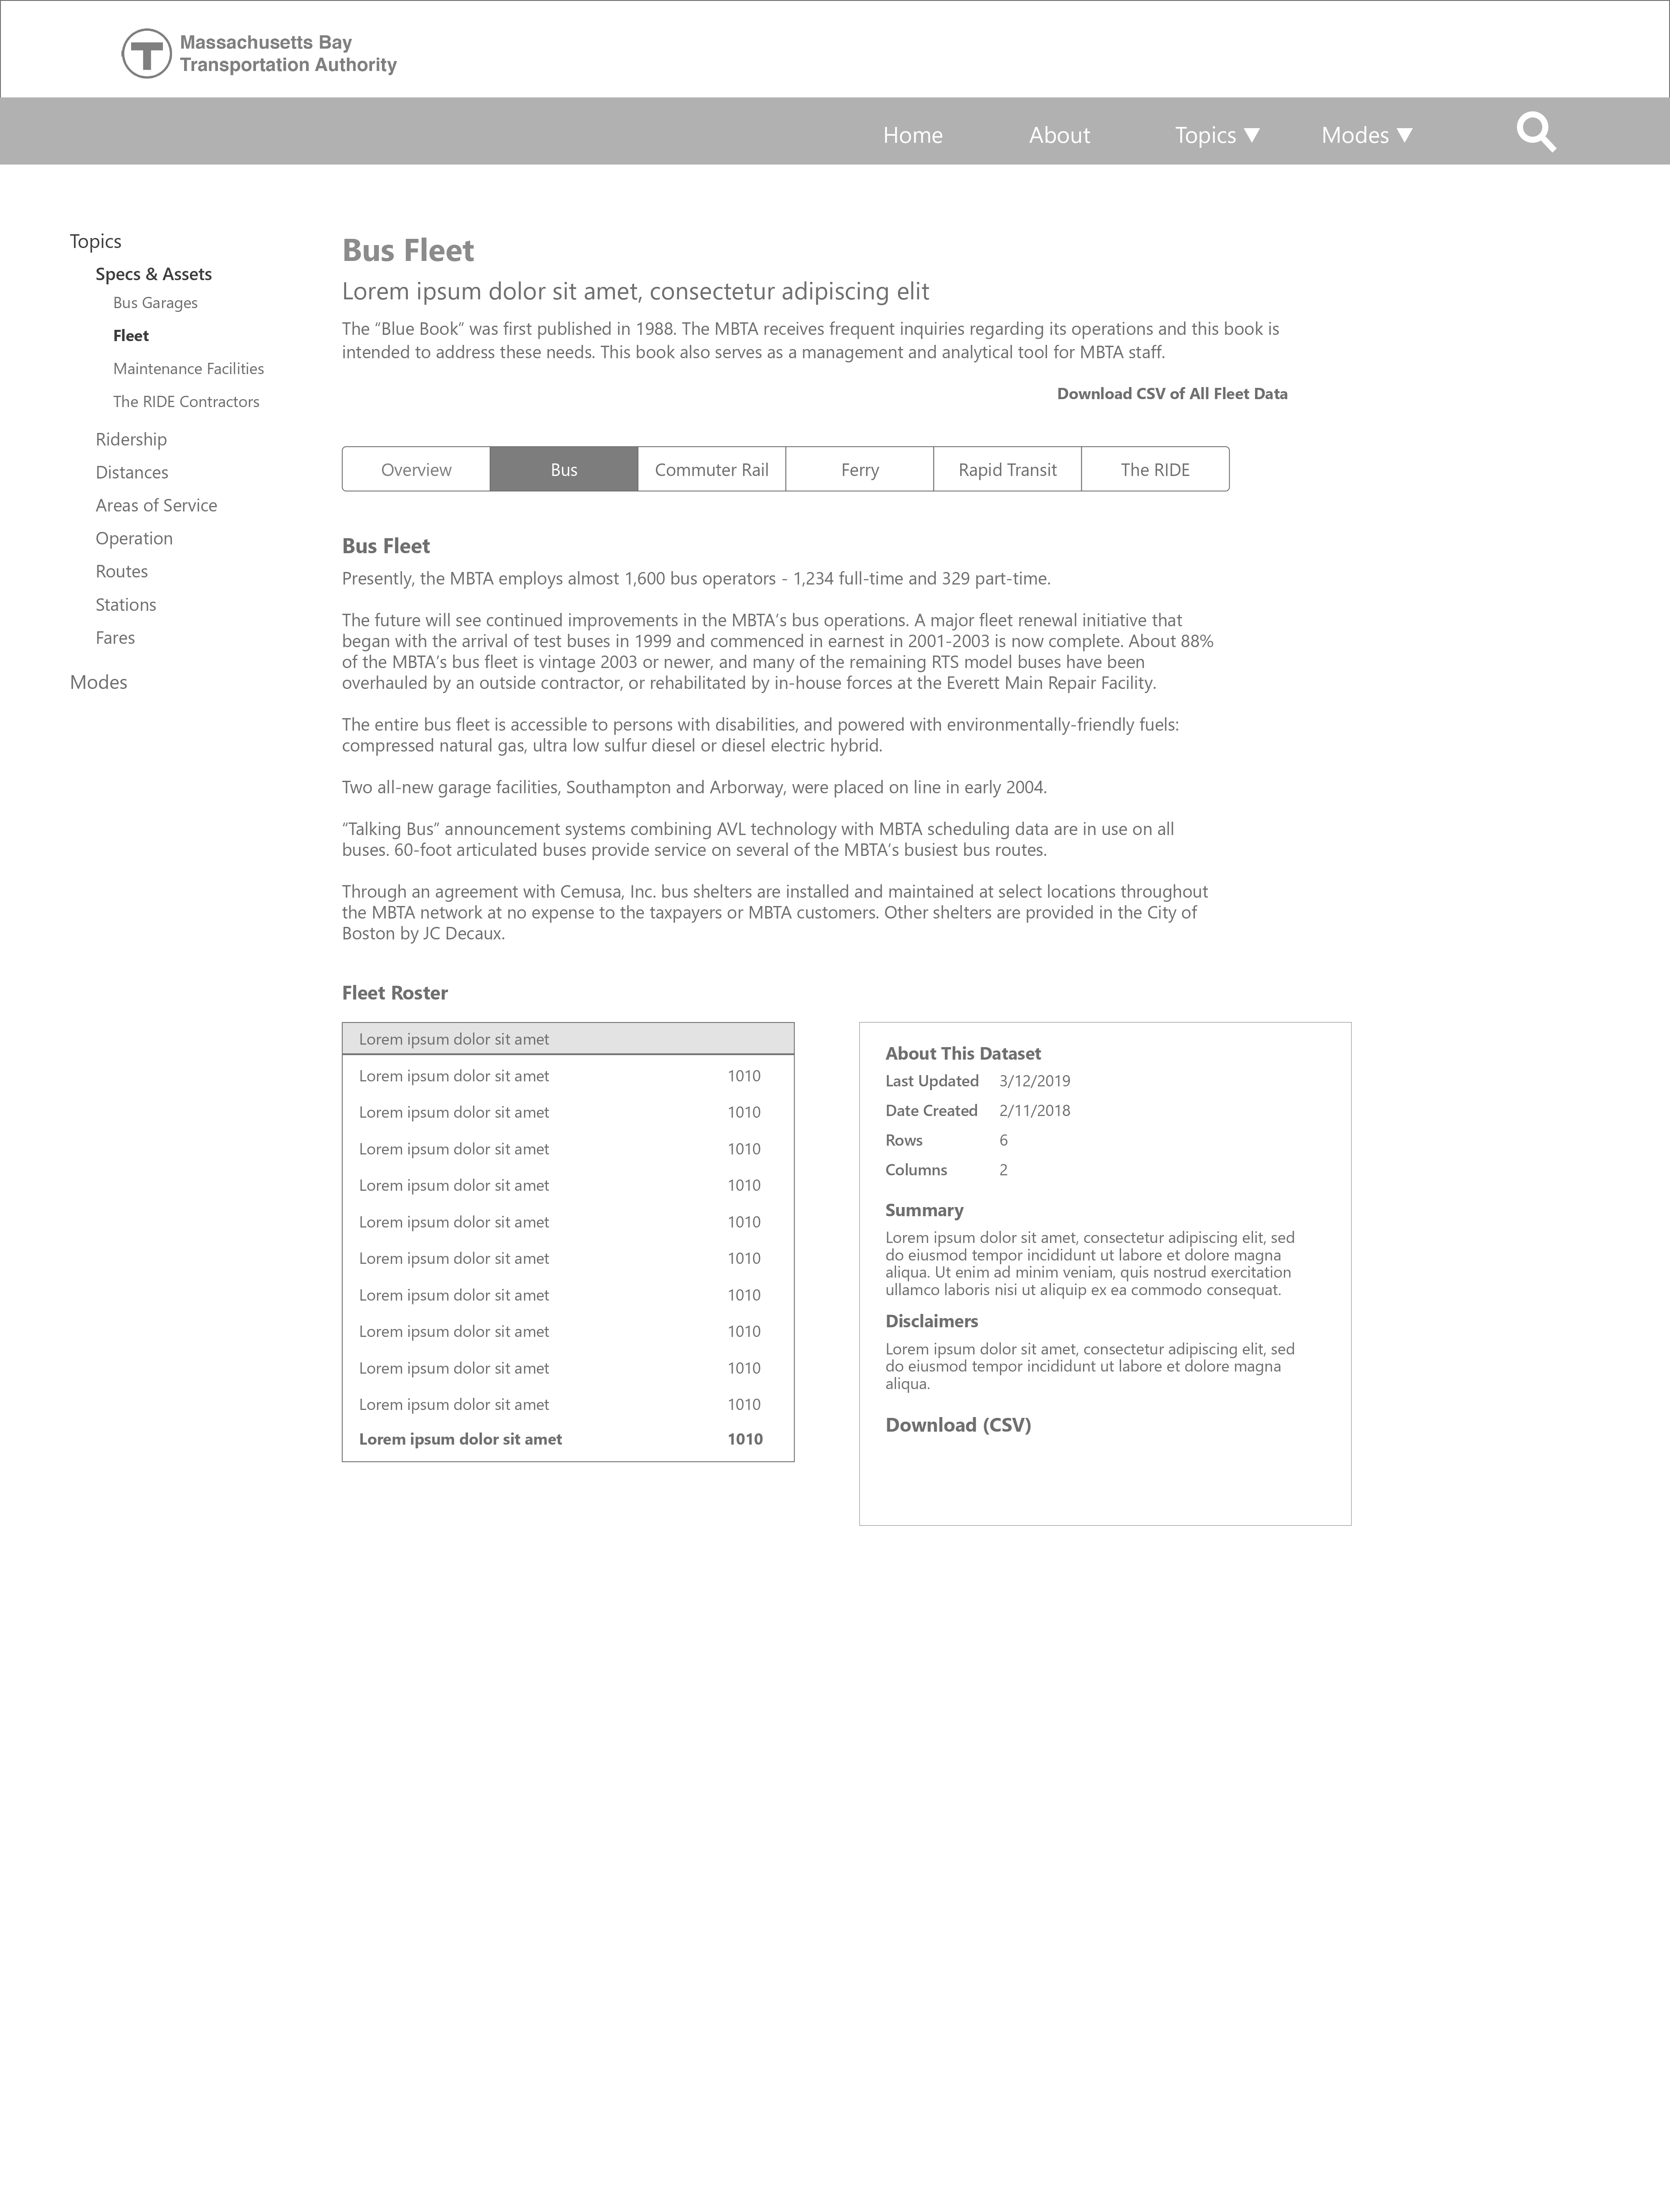 Massachusetts Bay
Transportation Authority
Home About Topics ▼ Modes ▼
Topics
Specs & Assets
Bus Garages
Fleet
Maintenance Facilities
The RIDE Contractors
Ridership
Distances
Areas of Service
Operation
Routes
Stations
Fares
Modes
Bus Fleet
Lorem ipsum dolor sit amet, consectetur adipiscing elit
The “Blue Book” was first published in 1988. The MBTA receives frequent inquiries regarding its operations and this book is
intended to address these needs. This book also serves as a management and analytical tool for MBTA staff.
Download CSV of All Fleet Data
Overview Bus Commuter Rail Ferry Rapid Transit The RIDE
Bus Fleet
Presently, the MBTA employs almost 1,600 bus operators - 1,234 full-time and 329 part-time.
The future will see continued improvements in the MBTA’s bus operations. A major fleet renewal initiative that
began with the arrival of test buses in 1999 and commenced in earnest in 2001-2003 is now complete. About 88%
of the MBTA’s bus fleet is vintage 2003 or newer, and many of the remaining RTS model buses have been
overhauled by an outside contractor, or rehabilitated by in-house forces at the Everett Main Repair Facility.
The entire bus fleet is accessible to persons with disabilities, and powered with environmentally-friendly fuels:
compressed natural gas, ultra low sulfur diesel or diesel electric hybrid.
Two all-new garage facilities, Southampton and Arborway, were placed on line in early 2004.
“Talking Bus” announcement systems combining AVL technology with MBTA scheduling data are in use on all
buses. 60-foot articulated buses provide service on several of the MBTA’s busiest bus routes.
Through an agreement with Cemusa, Inc. bus shelters are installed and maintained at select locations throughout
the MBTA network at no expense to the taxpayers or MBTA customers. Other shelters are provided in the City of
Boston by JC Decaux.
Fleet Roster
Lorem ipsum dolor sit amet
Lorem ipsum dolor sit amet 1010
Lorem ipsum dolor sit amet 1010
Lorem ipsum dolor sit amet 1010
Lorem ipsum dolor sit amet 1010
Lorem ipsum dolor sit amet 1010
Lorem ipsum dolor sit amet 1010
Lorem ipsum dolor sit amet 1010
Lorem ipsum dolor sit amet 1010
Lorem ipsum dolor sit amet 1010
Lorem ipsum dolor sit amet 1010
Lorem ipsum dolor sit amet 1010
About This Dataset
Last Updated 3/12/2019
Date Created 2/11/2018
Rows 6
Columns 2
Summary
Lorem ipsum dolor sit amet, consectetur adipiscing elit, sed
do eiusmod tempor incididunt ut labore et dolore magna
aliqua. Ut enim ad minim veniam, quis nostrud exercitation
ullamco laboris nisi ut aliquip ex ea commodo consequat.
Disclaimers
Lorem ipsum dolor sit amet, consectetur adipiscing elit, sed
do eiusmod tempor incididunt ut labore et dolore magna
aliqua.
Download (CSV)